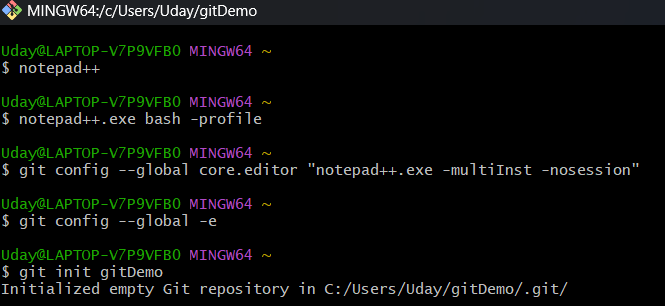 MINGW64:/c/Users/Uday/gitDemo
Uday@LAPTOP-V7P9VFB0 MINGW64 ~
$ notepad++
Uday@LAPTOP-V7P9VFB0 MINGW64 ~
$ notepad++.exe bash -profile
Uday@LAPTOP-V7P9VFB0 MINGW64 ~
$ git config --global core.editor "notepad++.exe -multiInst -nosession"
Uday@LAPTOP-V7P9VFB0 MINGW64 ~
$ git config --global -e
Uday@LAPTOP-V7P9VFB0 MINGW64 ~
$ git init gitDemo
Initialized empty Git repository in C:/Users/Uday/gitDemo/.git/